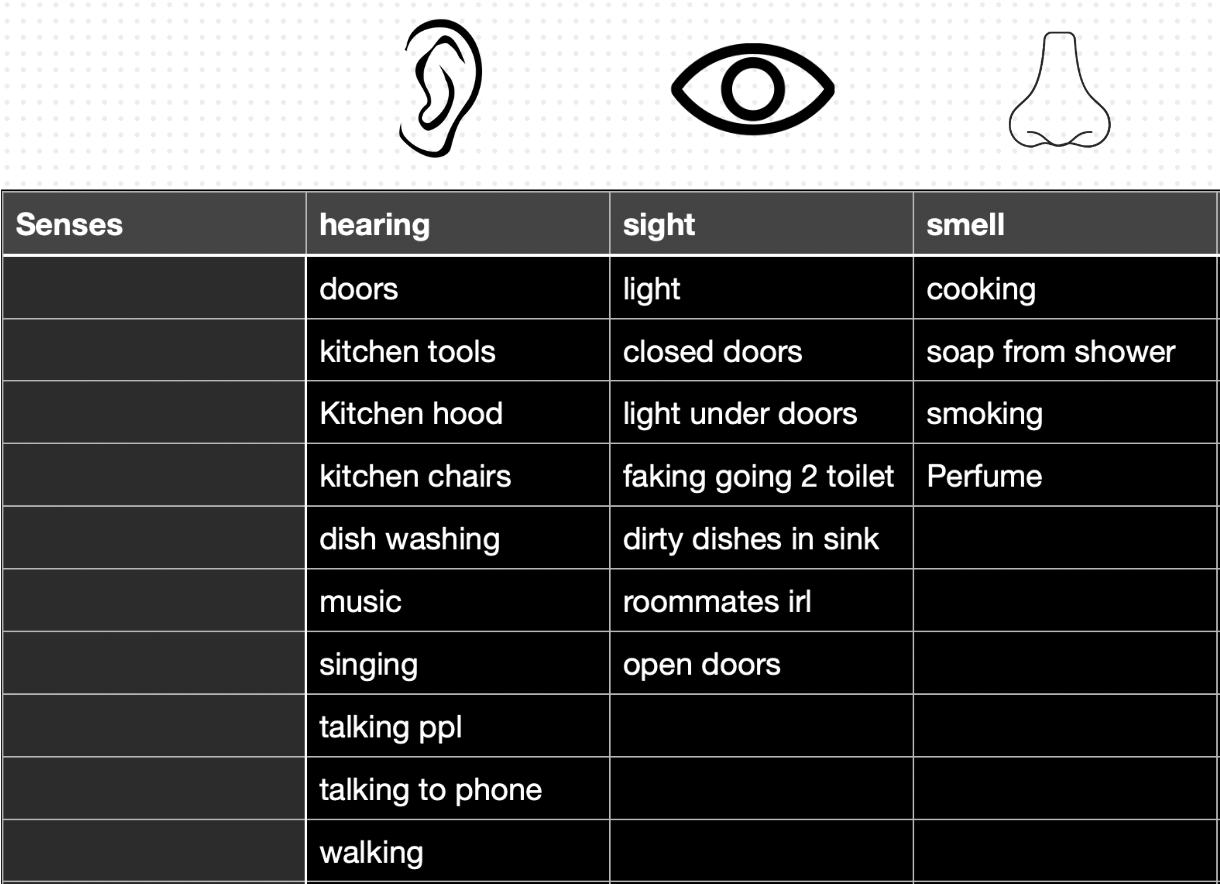 Senses hearing sight smell
doors light cooking
kitchen tools closed doors soap from shower
Kitchen hood light under doors smoking
kitchen chairs faking going 2 toilet Perfume
dish washing dirty dishes in sink
music roommates irl
singing open doors
talking ppl
talking to phone
walking